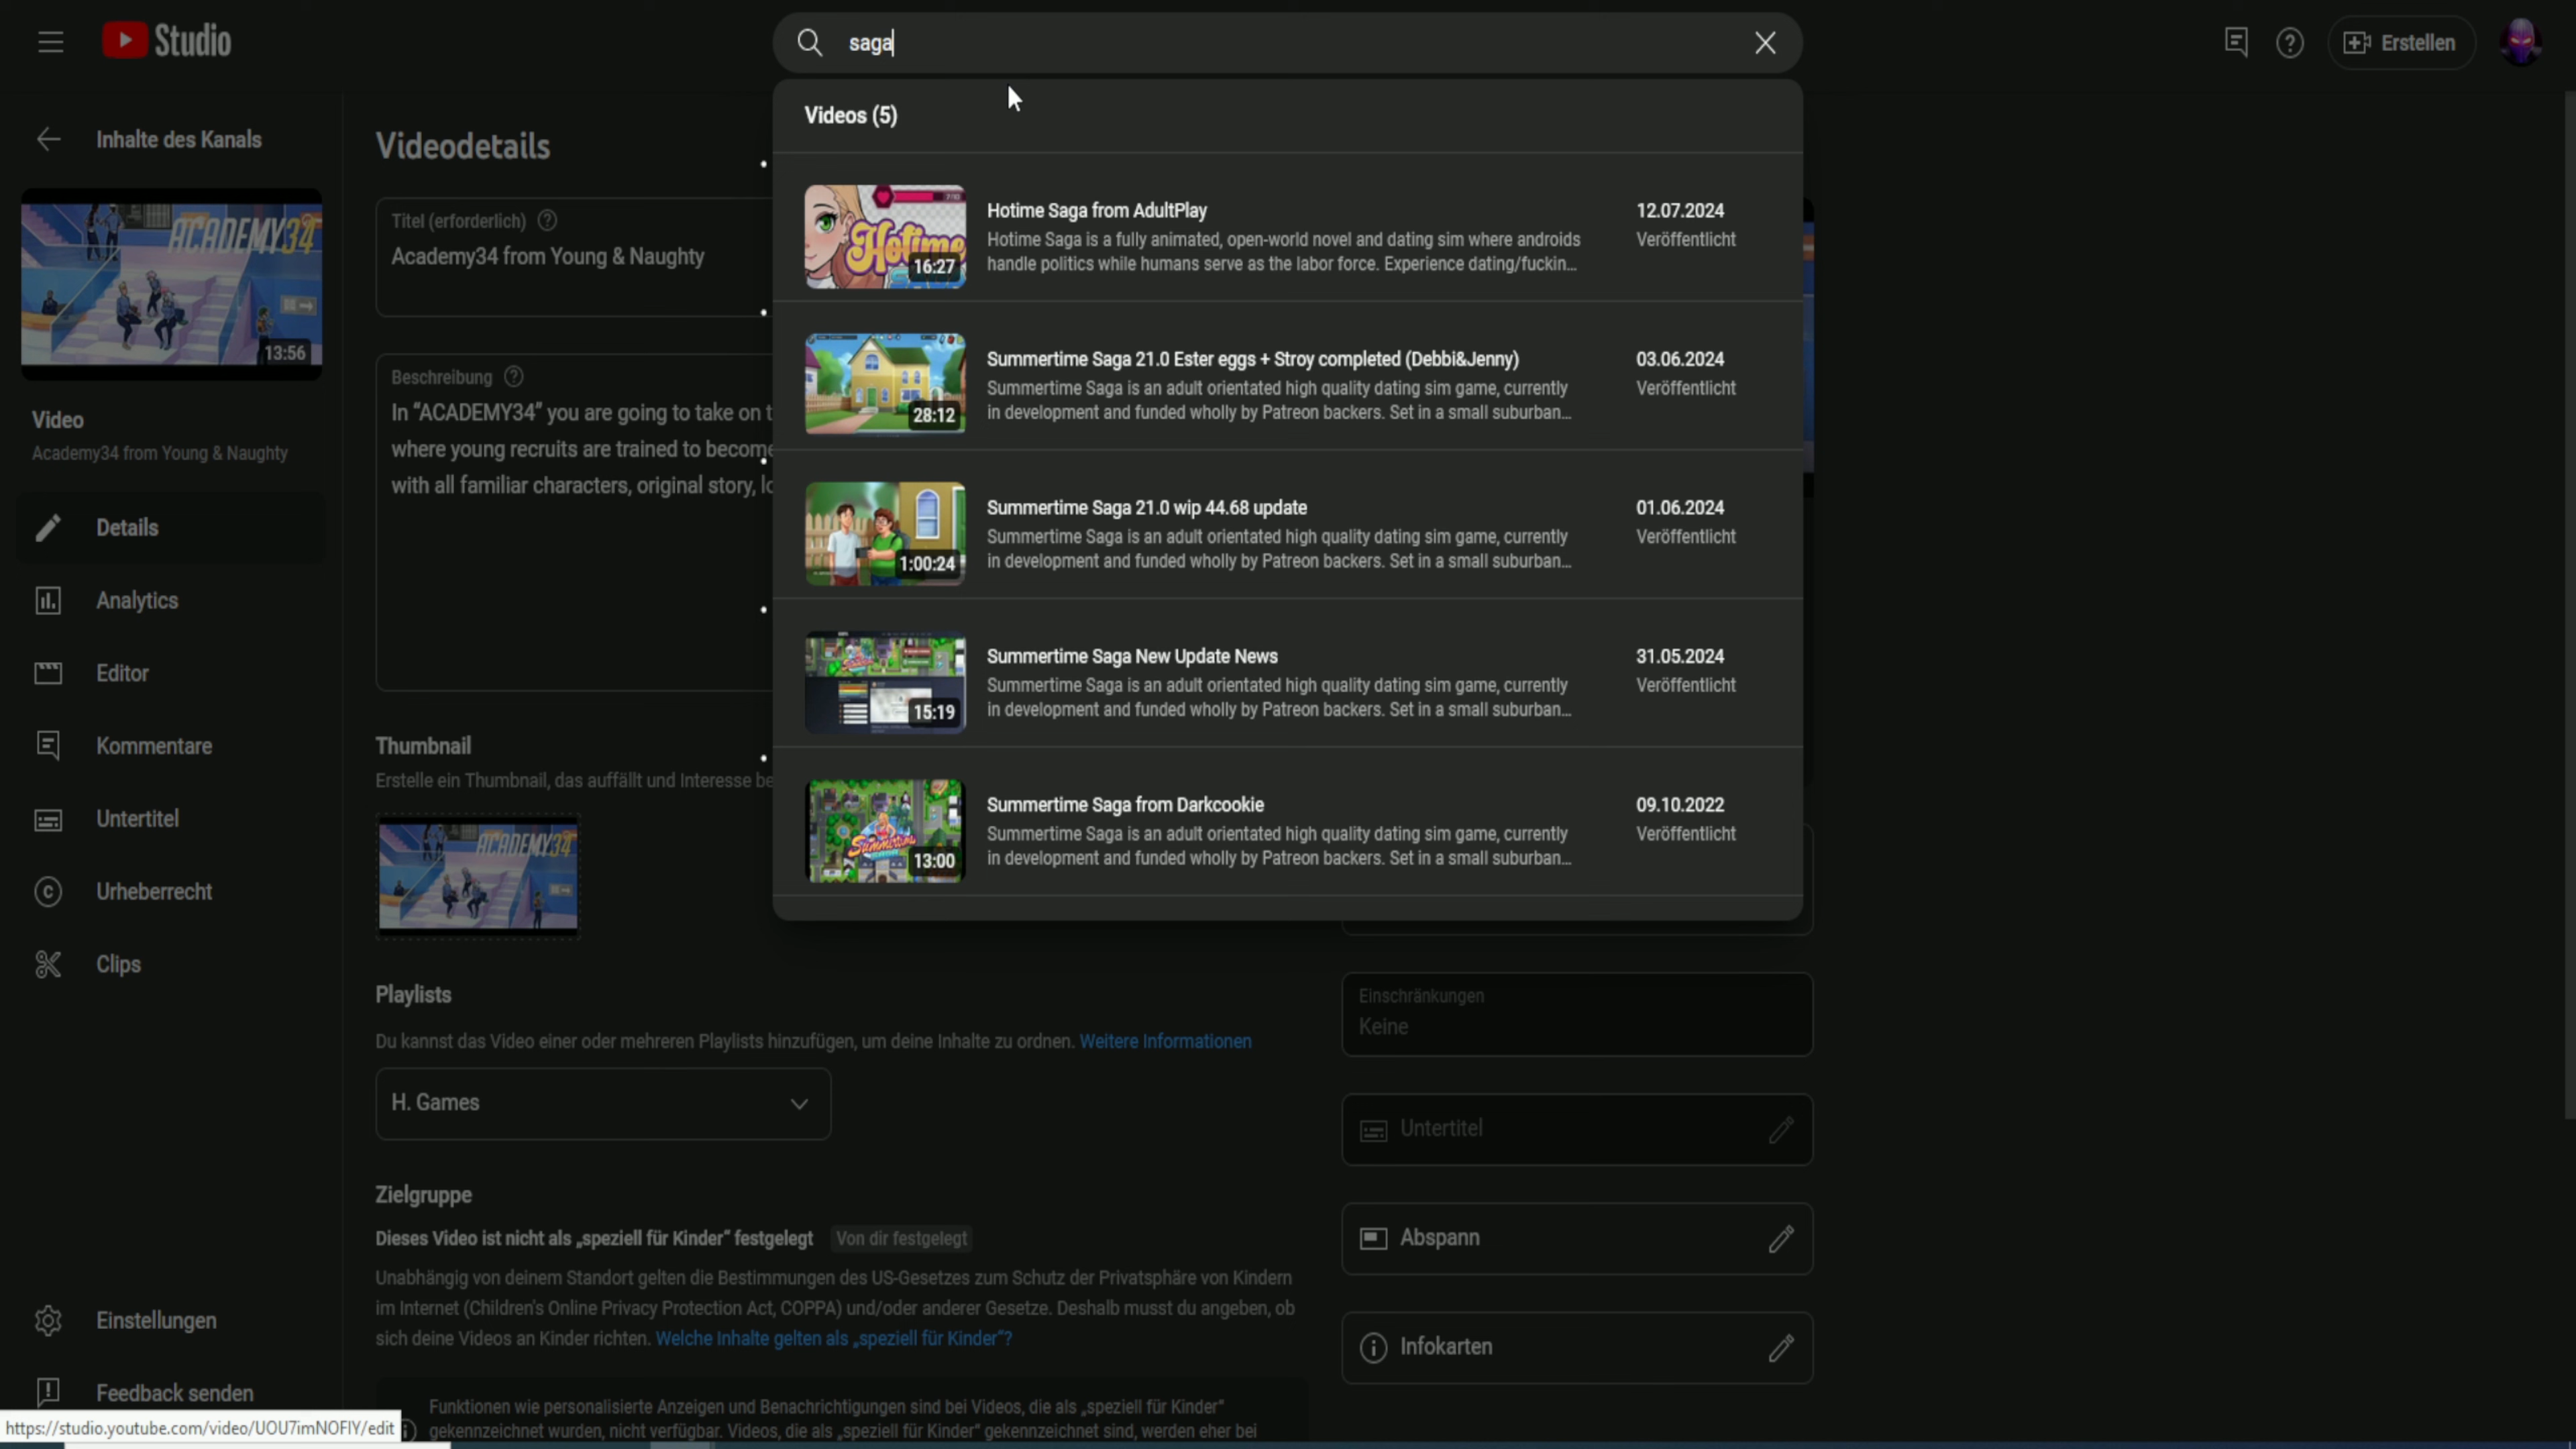 Studio
saga
Erstellen
Inhalte des Kanals
ACADEMY34
13:56
Video
Academy34 from Young & Naughty
Details
Analytics
Editor
Kommentare
Untertitel
Urheberrecht
Clips
Einstellungen
Feedback senden
https://studio.youtube.com/video/UOU7imNOFlY/edit
Videodetails
Titel (erforderlich)
Academy34 from Young & Naughty
Beschreibung
In “ACADEMY34” you are going to take on
where young recruits are trained to become
with all familiar characters, original story,
Thumbnail
Erstelle ein Thumbnail, das auffällt und Interesse
ACADEMY34
Playlists
Du kannst das Video einer oder mehreren Playlists hinzufügen, um deine Inhalte zu ordnen. Weitere Informationen
H. Games
Zielgruppe
Dieses Video ist nicht als „speziell für Kinder“ festgelegt Von dir festgelegt
Unabhängig von deinem Standort gelten die Bestimmungen des US-Gesetzes zum Schutz der Privatsphäre von Kindern
im Internet (Children's Online Privacy Protection Act, COPPA) und/oder anderer Gesetze. Deshalb musst du angeben, ob
sich deine Videos an Kinder richten. Welche Inhalte gelten als „speziell für Kinder“?
Funktionen wie personalisierte Anzeigen und Benachrichtigungen sind bei Videos, die als „speziell für Kinder“
gekennzeichnet wurden, nicht verfügbar. Videos, die als „speziell für Kinder“ gekennzeichnet sind, werden eher bei
Videos (5)
Hotime
16:27
Hotime Saga from AdultPlay
Hotime Saga is a fully animated, open-world novel and dating sim where androids
handle politics while humans serve as the labor force. Experience dating/fuckin...
12.07.2024
Veröffentlicht
28:12
Summertime Saga 21.0 Ester eggs + Stroy completed (Debbi&Jenny)
Summertime Saga is an adult orientated high quality dating sim game, currently
in development and funded wholly by Patreon backers. Set in a small suburban...
03.06.2024
Veröffentlicht
1:00:24
Summertime Saga 21.0 wip 44.68 update
Summertime Saga is an adult orientated high quality dating sim game, currently
in development and funded wholly by Patreon backers. Set in a small suburban...
01.06.2024
Veröffentlicht
15:19
Summertime Saga New Update News
Summertime Saga is an adult orientated high quality dating sim game, currently
in development and funded wholly by Patreon backers. Set in a small suburban...
31.05.2024
Veröffentlicht
Summertime
13:00
Summertime Saga from Darkcookie
Summertime Saga is an adult orientated high quality dating sim game, currently
in development and funded wholly by Patreon backers. Set in a small suburban...
09.10.2022
Veröffentlicht
Einschränkungen
Keine
Untertitel
Abspann
Infokarten